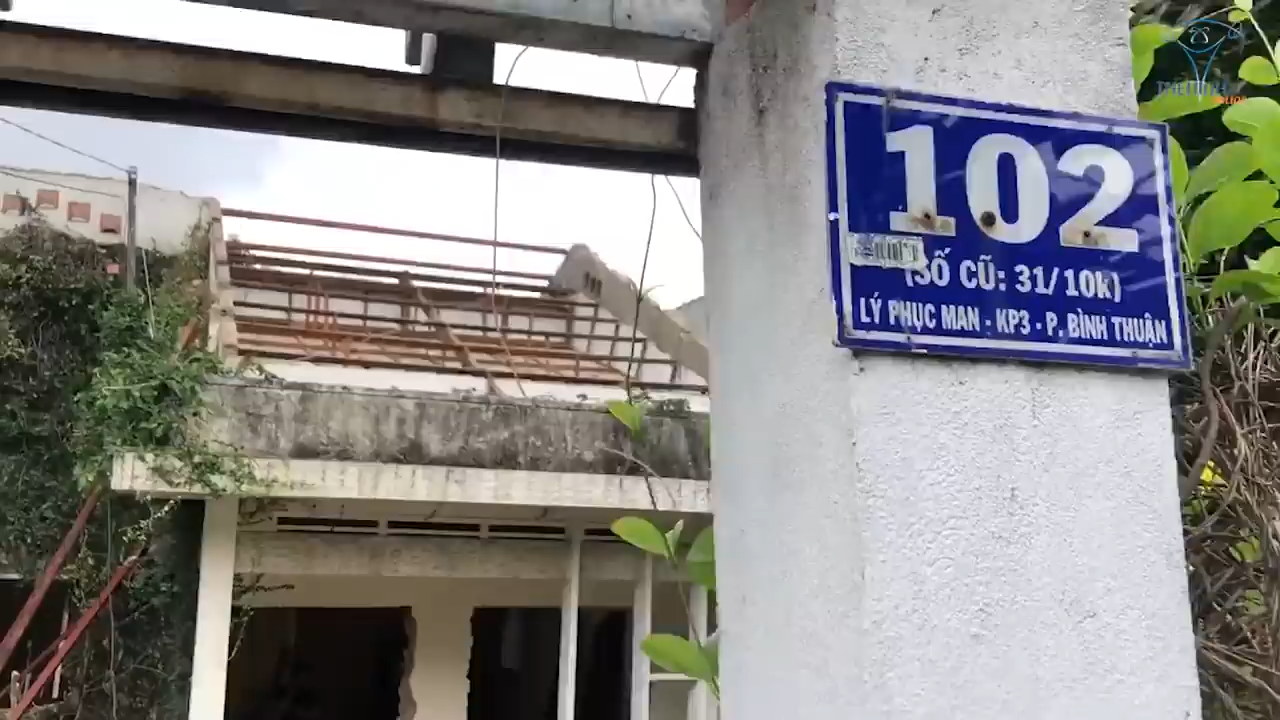 102
(SỐ CŨ: 31/10k)
LÝ PHỤC MAN - KP3 - P. BÌNH THUẬN